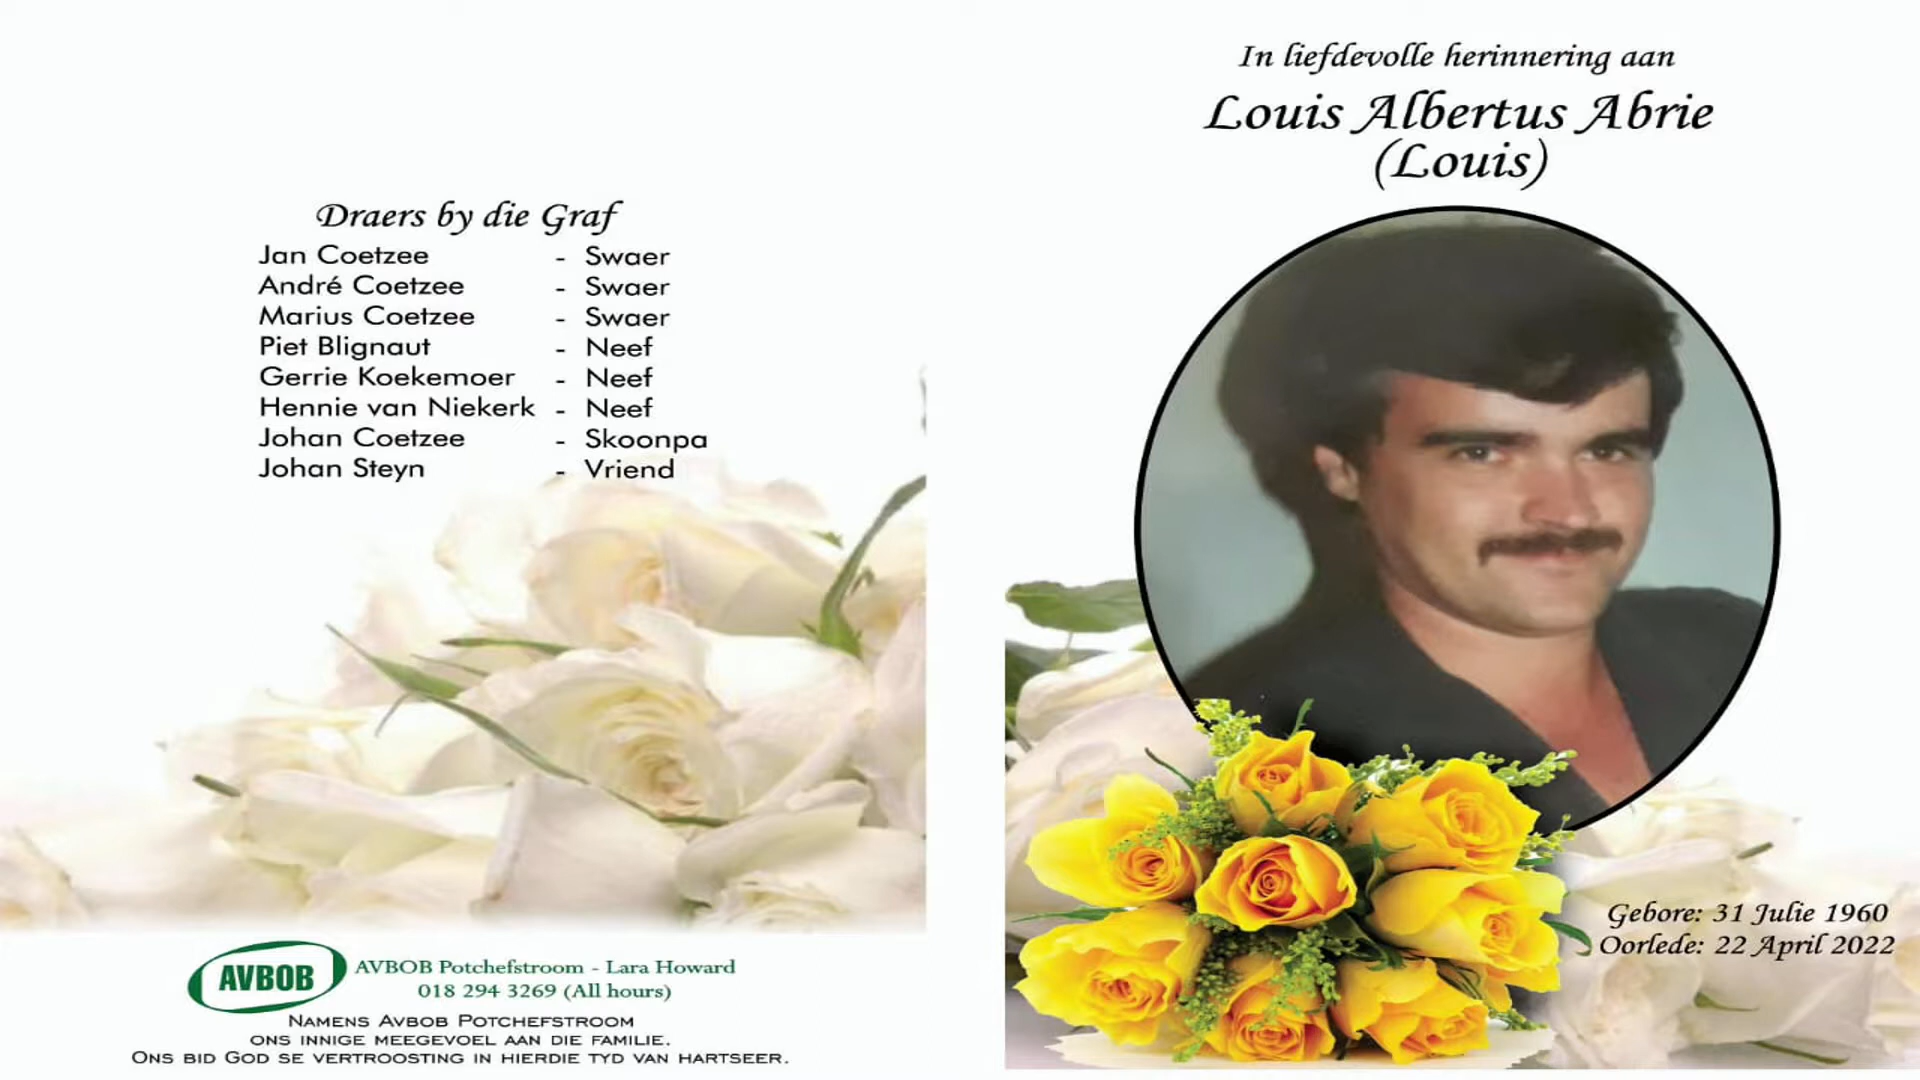 Draers by die Graf
Jan Coetzee - Swaer
André Coetzee - Swaer
Marius Coetzee - Swaer
Piet Blignaut - Neef
Gerrie Koekemoer - Neef
Hennie van Niekerk - Neef
Johan Coetzee - Skoonpa
Johan Steyn - Vriend
AVBOB
AVBOB Potchefstroom - Lara Howard
018 294 3269 (All hours)
NAMENS AVBOB POTCHEFSTROOM
ONS INNIGE MEEGEVOEL AAN DIE FAMILIE.
ONS BID GOD SE VERTROOSTING IN HIERDIE TYD VAN HARTSEER.
In liefdevolle herinnering aan
Louis Albertus Abrie
(Louis)
Gebore: 31 Julie 1960
Oorlede: 22 April 2022